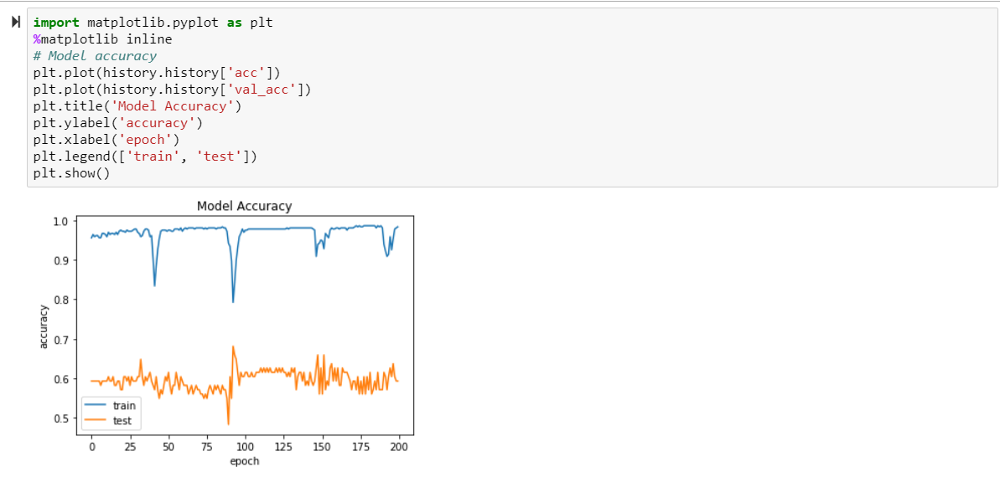 import matplotlib.pyplot as plt
%matplotlib inline
# Model accuracy
plt.plot(history.history['acc'])
plt.plot(history.history['val_acc'])
plt.title('Model Accuracy')
plt.ylabel('accuracy')
plt.xlabel('epoch')
plt.legend(['train', 'test'])
plt.show()
Model Accuracy
1.0
0.9
0.8
0.7
0.6
0.5
accuracy
train
test
0 25 50 75 100 125 150 175 200
epoch